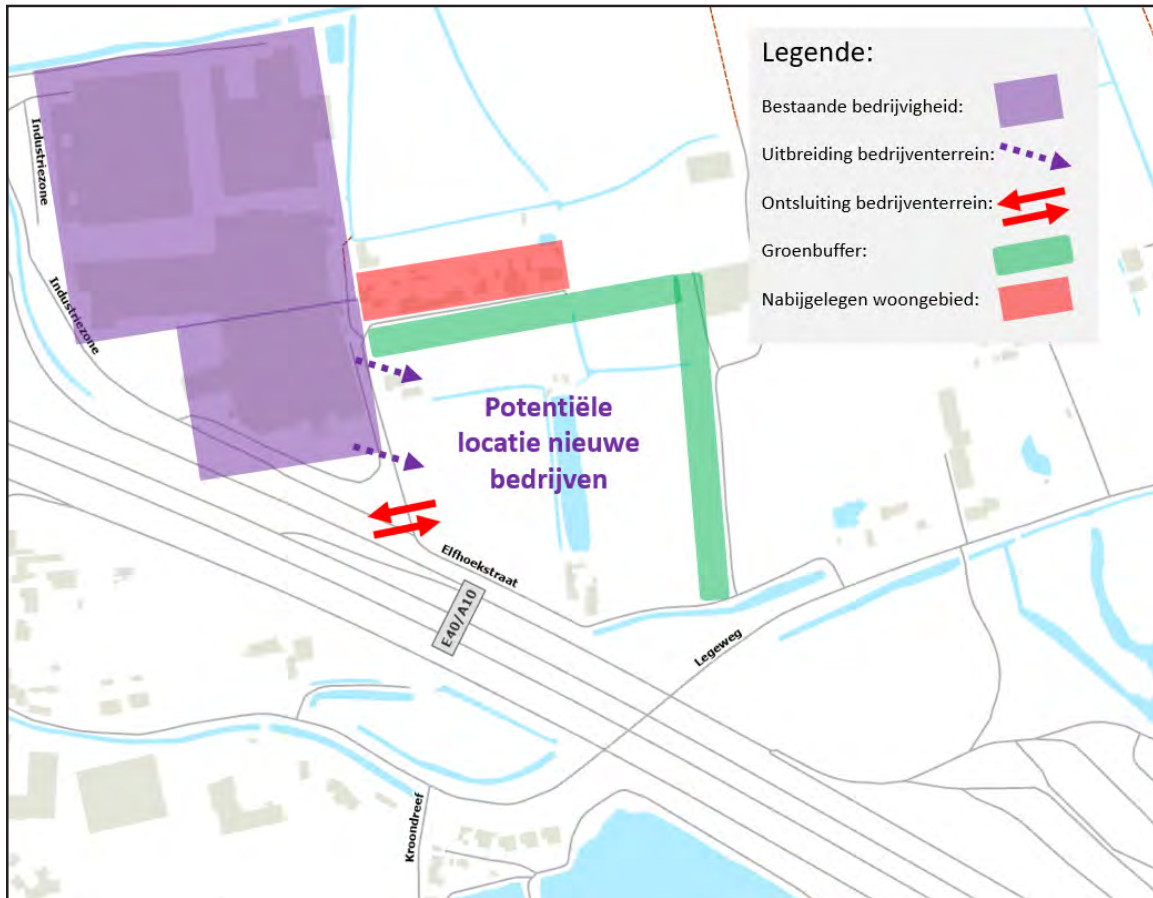 Legende:
Bestaande bedrijvigheid:
Uitbreiding bedrijventerrein:
Ontsluiting bedrijventerrein:
Groenbuffer:
Nabijgelegen woongebied:
Industriezone
Industriezone
Potentiële
locatie nieuwe
bedrijven
Elfhoekstraat
E40/A10
Legeweg
Kroondreef